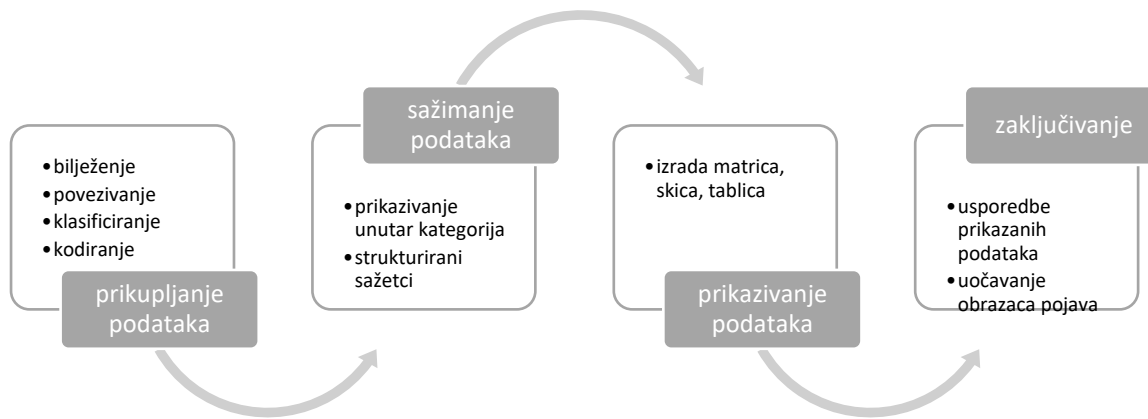 •bilježenje
•povezivanje
•klasificiranje
•kodiranje
prikupljanje
podataka
sažimanje
podataka
•prikazivanje
unutar kategorija
•strukturirani
sažetci
•izrada matrica,
skica, tablica
prikazivanje
podataka
zaključivanje
•usporedbe
prikazanih
podataka
•uočavanje
obrazaca pojava